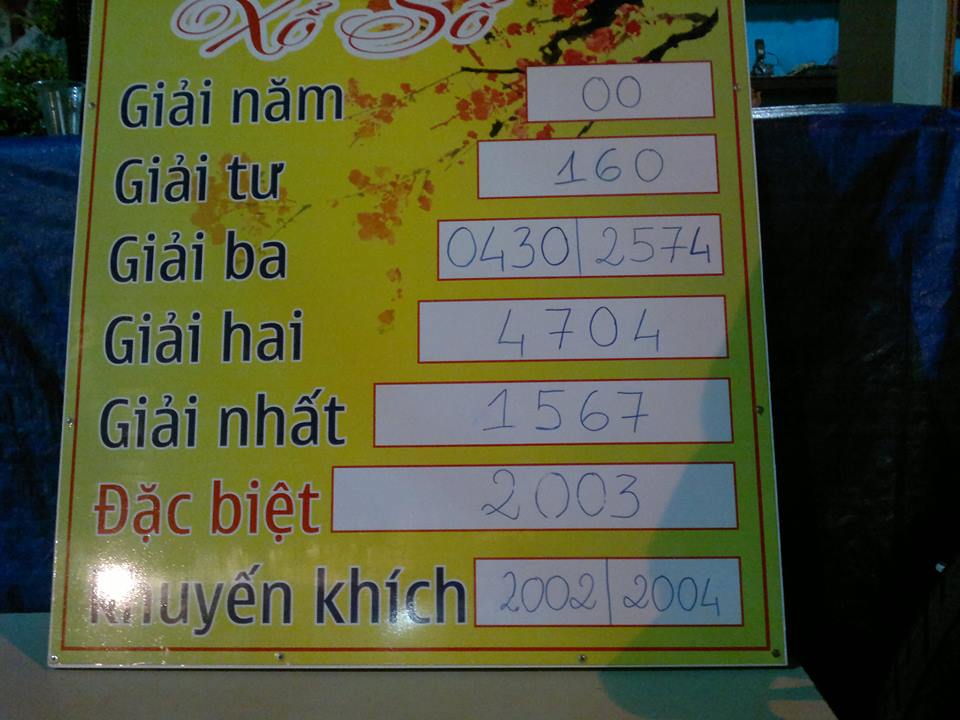 Xổ Số
Giải năm 00
Giải tư 160
Giải ba 0430 2574
Giải hai 4704
Giải nhất 1567
Đặc biệt 2003
Khuyến khích 2002 2004